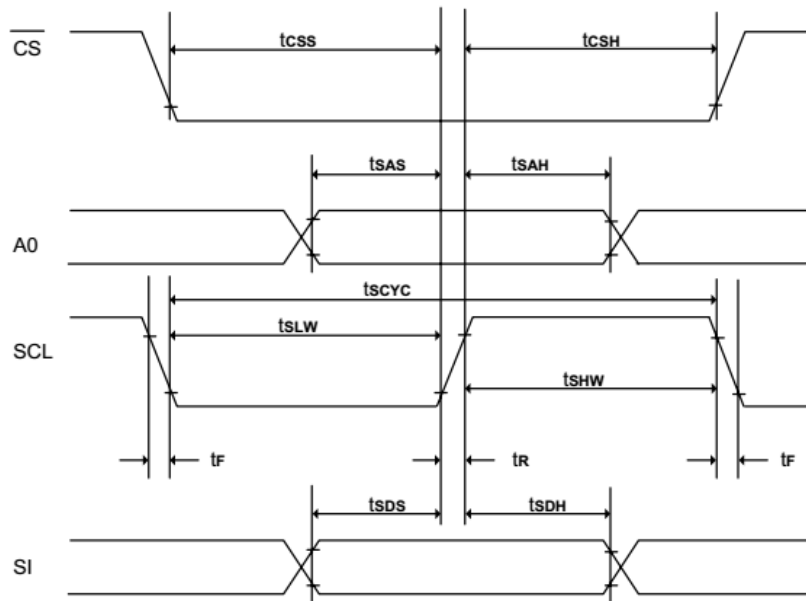 CS
tCSS
tCSH
tSAS
tSAH
A0
tSCYC
tSLW
SCL
tSHW
tF
tR
tF
tSDS
tSDH
SI